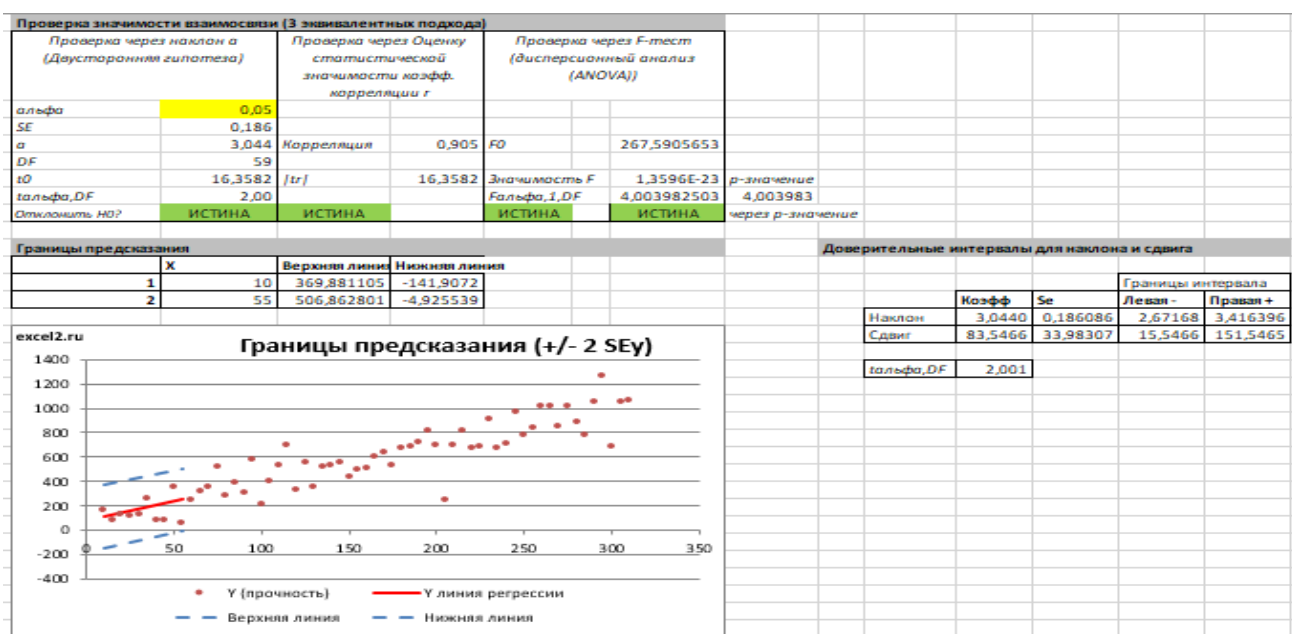 Проверка значимости взаимосвязи (3 эквивалентных подхода)
Проверка через наклон a (Двусторонняя гипотеза)
Проверка через Оценку статистической значимости коэфф. корреляции r
Проверка через F-тест (дисперсионный анализ (ANOVA))
альфа 0,05
SE 0,186
a 3,044 Корреляция 0,905 F0 267,5905653
DF 59
t0 16,3582 |tr| 16,3582 Значимость F 1,3596E-23 p-значение
tальфа,DF 2,00 Fальфа,1,DF 4,003982503 4,003983
Отклонить H0? ИСТИНА ИСТИНА ИСТИНА ИСТИНА через p-значение
Границы предсказания
X Верхняя линия Нижняя линия
1 10 369,881105 -141,9072
2 55 506,862801 -4,925539
Доверительные интервалы для наклона и сдвига
Границы интервала
Коэфф Se Левая - Правая +
Наклон 3,0440 0,186086 2,67168 3,416396
Сдвиг 83,5466 33,98307 15,5466 151,5465
tальфа,DF 2,001
excel2.ru
Границы предсказания (+/- 2 SEy)
1400
1200
1000
800
600
400
200
0
-200
-400
0 50 100 150 200 250 300 350
Y (прочность) Y линия регрессии
Верхняя линия Нижняя линия